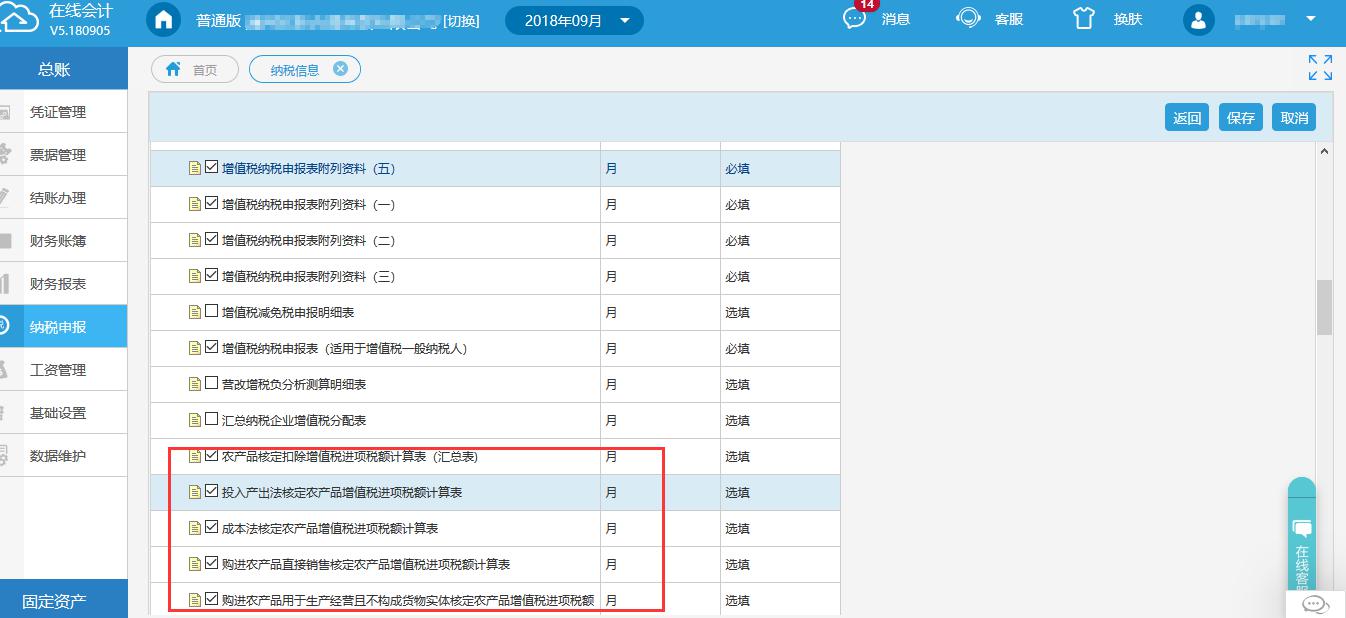 在线会计
V5.180905
普通版
[切换]
2018年09月
14
消息
客服
换肤
总账
首页
纳税信息
凭证管理
票据管理
结账办理
财务账簿
财务报表
纳税申报
工资管理
基础设置
数据维护
固定资产
返回
保存
取消
增值税纳税申报表附列资料（五） 月 必填
增值税纳税申报表附列资料（一） 月 必填
增值税纳税申报表附列资料（二） 月 必填
增值税纳税申报表附列资料（三） 月 必填
增值税减免税申报明细表 月 选填
增值税纳税申报表（适用于增值税一般纳税人） 月 必填
营改增税负分析测算明细表 月 选填
汇总纳税企业增值税分配表 月 选填
农产品核定扣除增值税进项税额计算表（汇总表） 月 选填
投入产出法核定农产品增值税进项税额计算表 月 选填
成本法核定农产品增值税进项税额计算表 月 选填
购进农产品直接销售核定农产品增值税进项税额计算表 月 选填
购进农产品用于生产经营且不构成货物实体核定农产品增值税进项税额 月 选填
在线客服